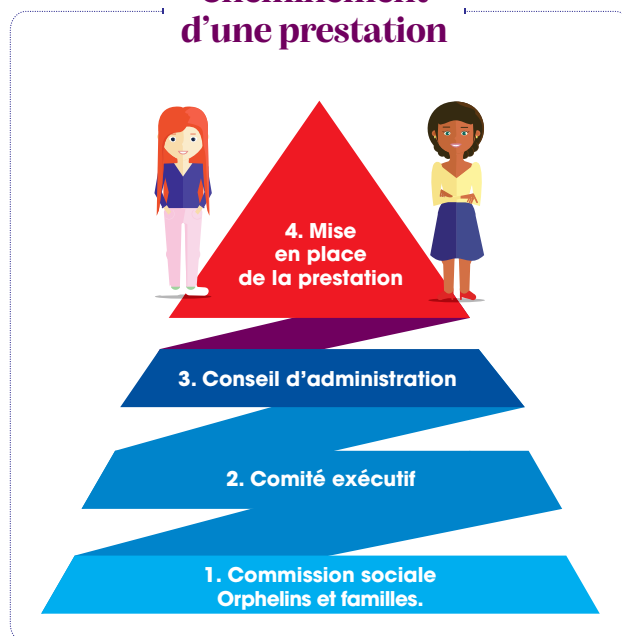 Cheminement
d'une prestation
4. Mise
en place
de la prestation
3. Conseil d'administration
2. Comité exécutif
1. Commission sociale
Orphelins et familles.